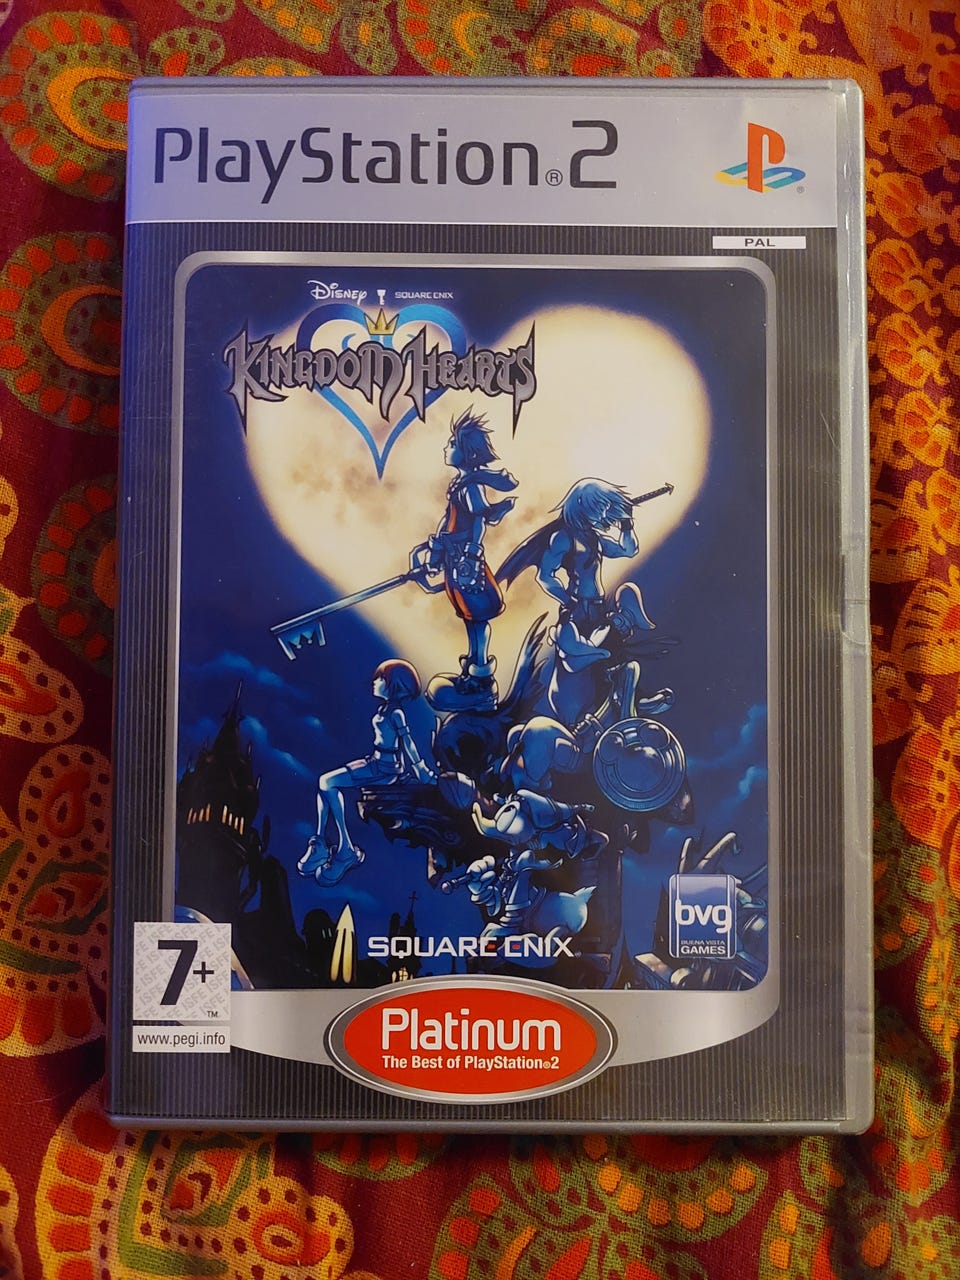 PlayStation®2
PAL
Disney SQUARE ENIX
KINGDOM HEARTS
bvg
BUENA VISTA
GAMES
SQUARE ENIX
7+
TM
www.pegi.info
Platinum
The Best of PlayStation®2